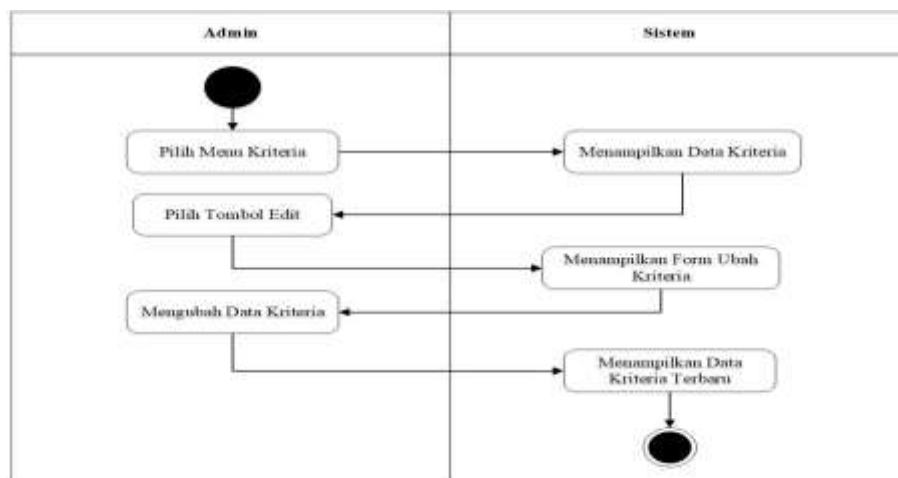 Admin
Sistem
Pilih Menu Kriteria
Menampilkan Data Kriteria
Pilih Tombol Edit
Menampilkan Form Ubah
Kriteria
Mengubah Data Kriteria
Menampilkan Data
Kriteria Terbaru